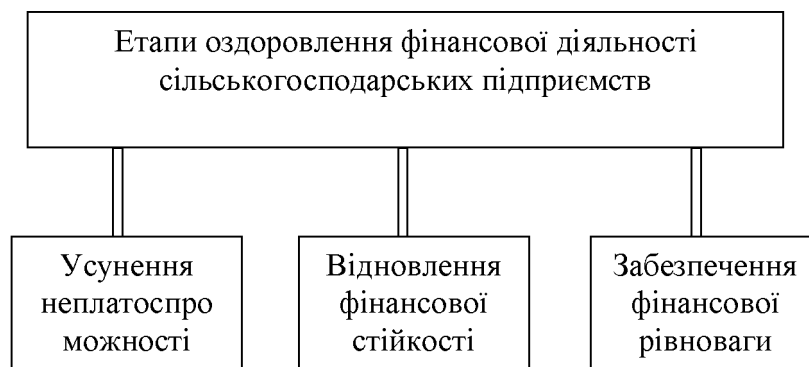 Етапи оздоровлення фінансової діяльності
сільськогосподарських підприємств
Усунення
неплатоспро
можності
Відновлення
фінансової
стійкості
Забезпечення
фінансової
рівноваги